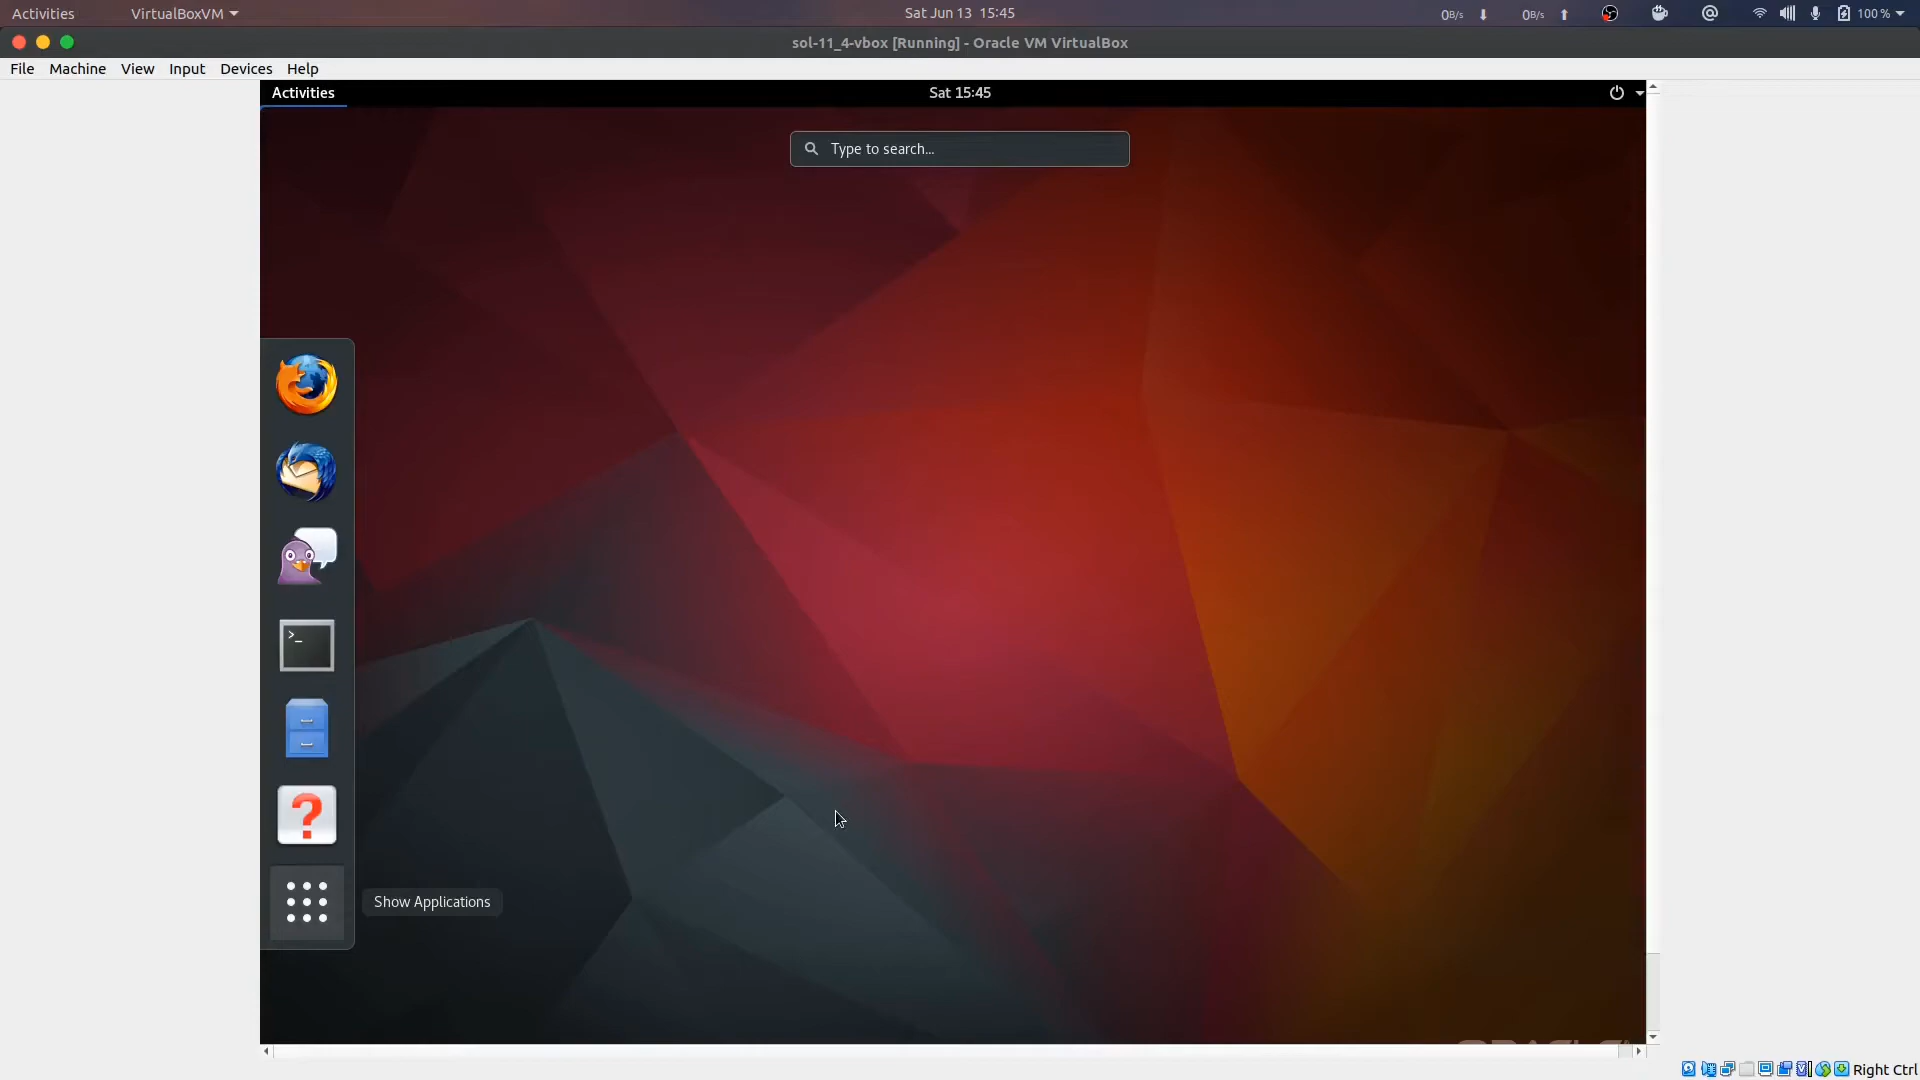 Activities VirtualBoxVM Sat Jun 13 15:45 0B/s 0B/s 100 %
sol-11_4-vbox [Running] - Oracle VM VirtualBox
File Machine View Input Devices Help
Activities Sat 15:45
Type to search...
>_
?
Show Applications
Right Ctrl